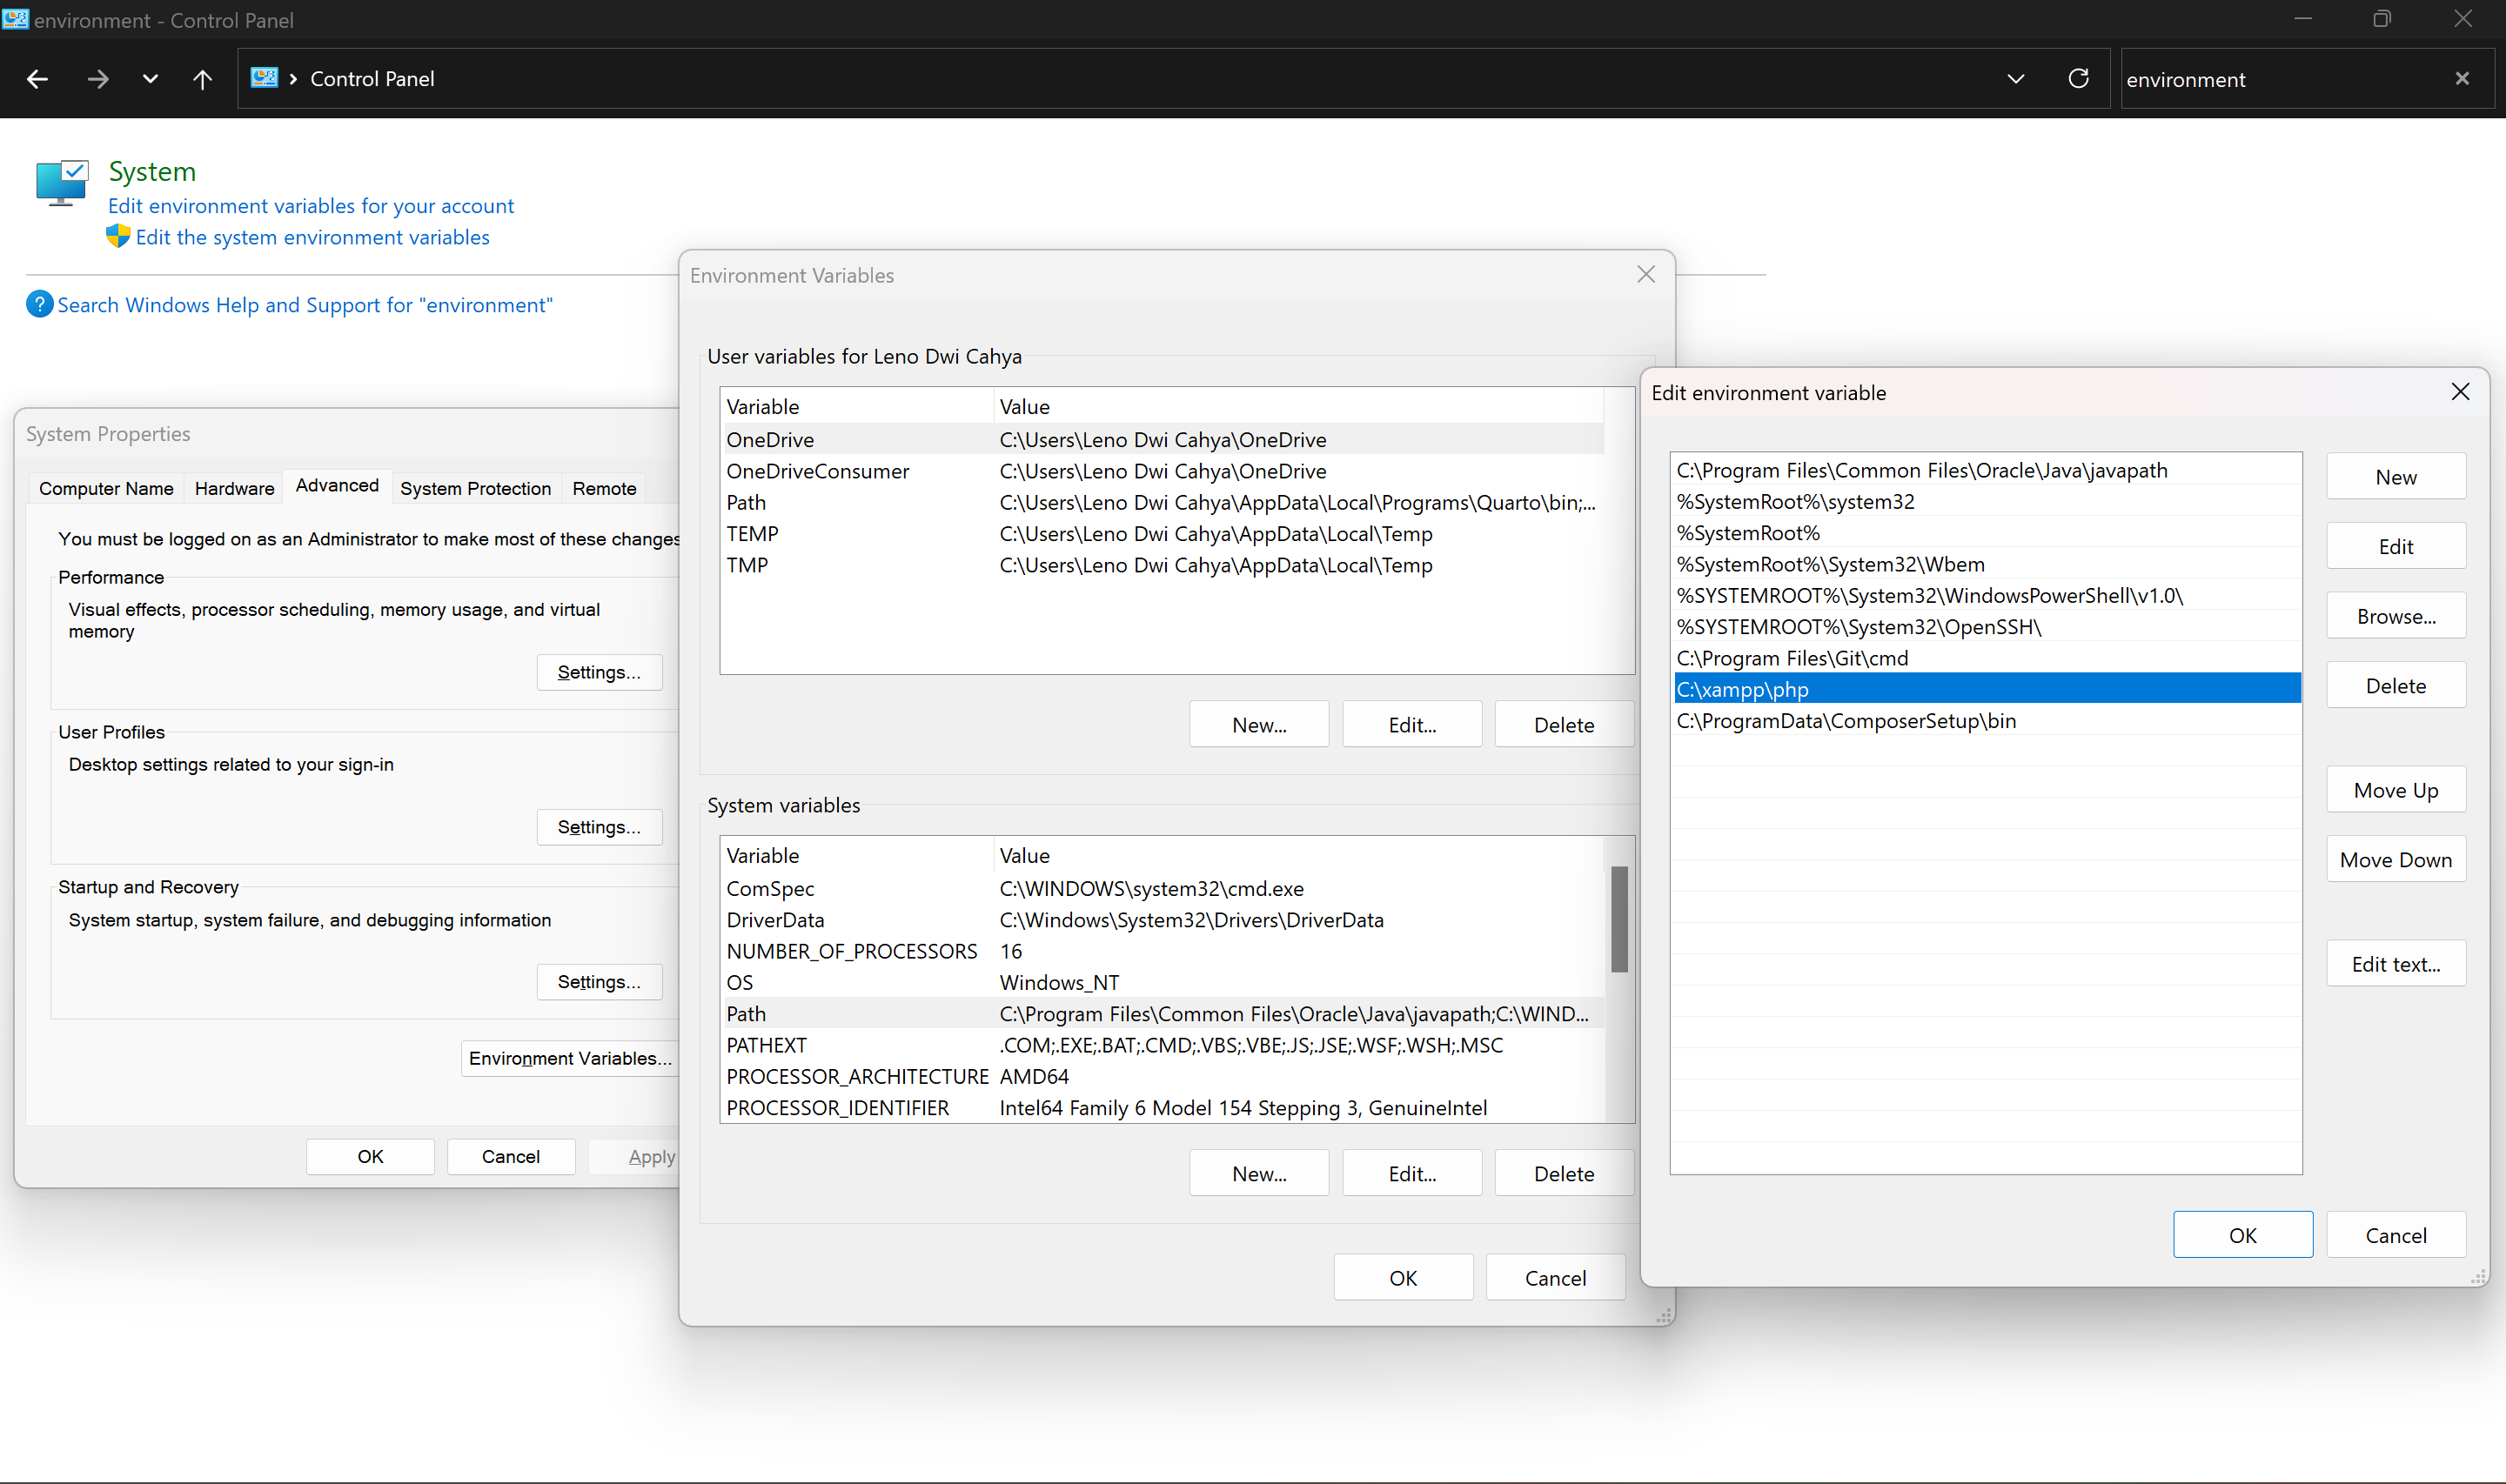 environment - Control Panel
Control Panel
environment
System
Edit environment variables for your account
Edit the system environment variables
Search Windows Help and Support for "environment"
System Properties
Computer Name
Hardware
Advanced
System Protection
Remote
You must be logged on as an Administrator to make most of these changes
Performance
Visual effects, processor scheduling, memory usage, and virtual
memory
Settings...
User Profiles
Desktop settings related to your sign-in
Settings...
Startup and Recovery
System startup, system failure, and debugging information
Settings...
Environment Variables...
OK
Cancel
Apply
Environment Variables
User variables for Leno Dwi Cahya
Variable Value
OneDrive C:\Users\Leno Dwi Cahya\OneDrive
OneDriveConsumer C:\Users\Leno Dwi Cahya\OneDrive
Path C:\Users\Leno Dwi Cahya\AppData\Local\Programs\Quarto\bin;...
TEMP C:\Users\Leno Dwi Cahya\AppData\Local\Temp
TMP C:\Users\Leno Dwi Cahya\AppData\Local\Temp
New...
Edit...
Delete
System variables
Variable Value
ComSpec C:\WINDOWS\system32\cmd.exe
DriverData C:\Windows\System32\Drivers\DriverData
NUMBER_OF_PROCESSORS 16
OS Windows_NT
Path C:\Program Files\Common Files\Oracle\Java\javapath;C:\WIND...
PATHEXT .COM;.EXE;.BAT;.CMD;.VBS;.VBE;.JS;.JSE;.WSF;.WSH;.MSC
PROCESSOR_ARCHITECTURE AMD64
PROCESSOR_IDENTIFIER Intel64 Family 6 Model 154 Stepping 3, GenuineIntel
New...
Edit...
Delete
OK
Cancel
Edit environment variable
C:\Program Files\Common Files\Oracle\Java\javapath
%SystemRoot%\system32
%SystemRoot%
%SystemRoot%\System32\Wbem
%SYSTEMROOT%\System32\WindowsPowerShell\v1.0\
%SYSTEMROOT%\System32\OpenSSH\
C:\Program Files\Git\cmd
C:\xampp\php
C:\ProgramData\ComposerSetup\bin
New
Edit
Browse...
Delete
Move Up
Move Down
Edit text...
OK
Cancel